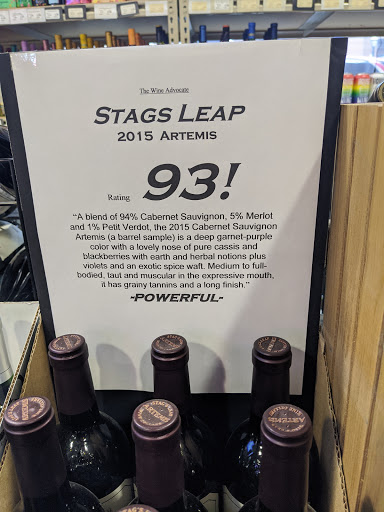 The Wine Advocate
STAGS LEAP
2015 ARTEMIS
Rating 93!
"A blend of 94% Cabernet Sauvignon, 5% Merlot
and 1% Petit Verdot, the 2015 Cabernet Sauvignon
Artemis (a barrel sample) is a deep garnet-purple
color with a lovely nose of pure cassis and
blackberries with earth and herbal notions plus
violets and an exotic spice waft. Medium to full-
bodied, taut and muscular in the expressive mouth,
it has grainy tannins and a long finish."
-POWERFUL-
ARTEMIS
ARTEMIS